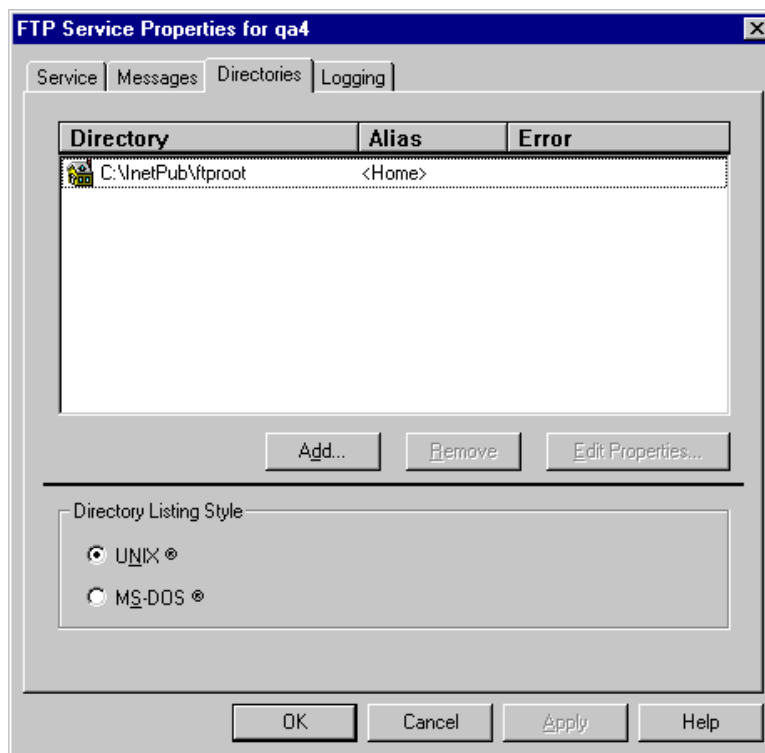 FTP Service Properties for qa4
Service Messages Directories Logging
Directory Alias Error
C:\InetPub\ftproot <Home>
Add... Remove Edit Properties...
Directory Listing Style
UNIX ®
MS-DOS ®
OK Cancel Apply Help